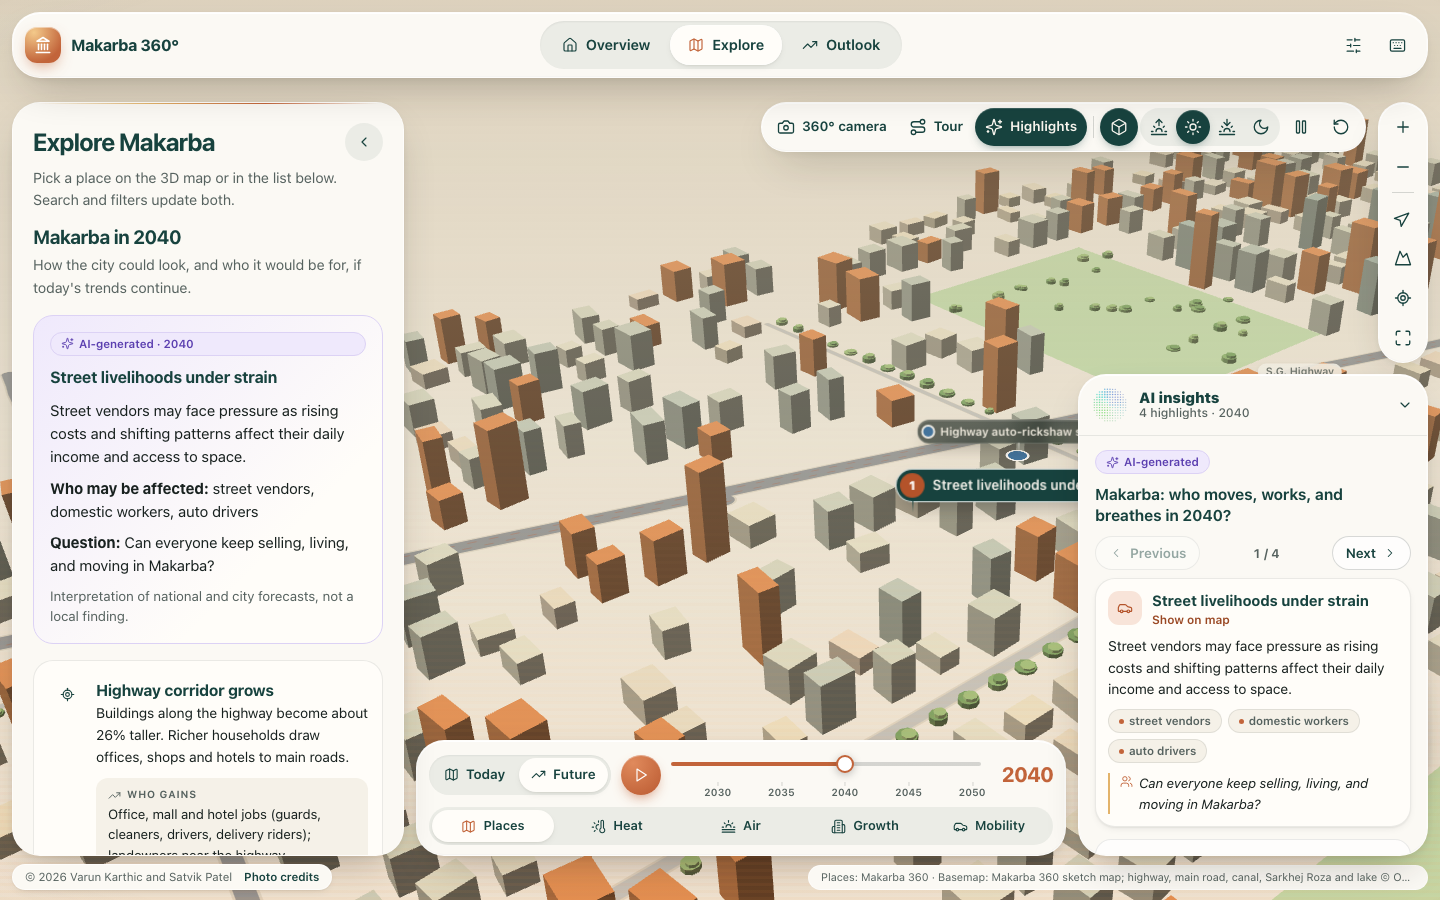 Makarba 360°
Overview
Explore
Outlook
Explore Makarba
Pick a place on the 3D map or in the list below.
Search and filters update both.
Makarba in 2040
How the city could look, and who it would be for, if
today's trends continue.
AI-generated · 2040
Street livelihoods under strain
Street vendors may face pressure as rising
costs and shifting patterns affect their daily
income and access to space.
Who may be affected: street vendors,
domestic workers, auto drivers
Question: Can everyone keep selling, living,
and moving in Makarba?
Interpretation of national and city forecasts, not a
local finding.
Highway corridor grows
Buildings along the highway become about
26% taller. Richer households draw
offices, shops and hotels to main roads.
WHO GAINS
Office, mall and hotel jobs (guards,
cleaners, drivers, delivery riders);
landowners near the highway
360° camera
Tour
Highlights
S.G. Highway
Highway auto-rickshaw s
1 Street livelihoods unde
AI insights
4 highlights · 2040
AI-generated
Makarba: who moves, works, and
breathes in 2040?
Previous
1 / 4
Next
Street livelihoods under strain
Show on map
Street vendors may face pressure as rising
costs and shifting patterns affect their daily
income and access to space.
street vendors
domestic workers
auto drivers
Can everyone keep selling, living, and
moving in Makarba?
Today
Future
2030 2035 2040 2045 2050
2040
Places
Heat
Air
Growth
Mobility
© 2026 Varun Karthic and Satvik Patel Photo credits
Places: Makarba 360 · Basemap: Makarba 360 sketch map; highway, main road, canal, Sarkhej Roza and lake © O...